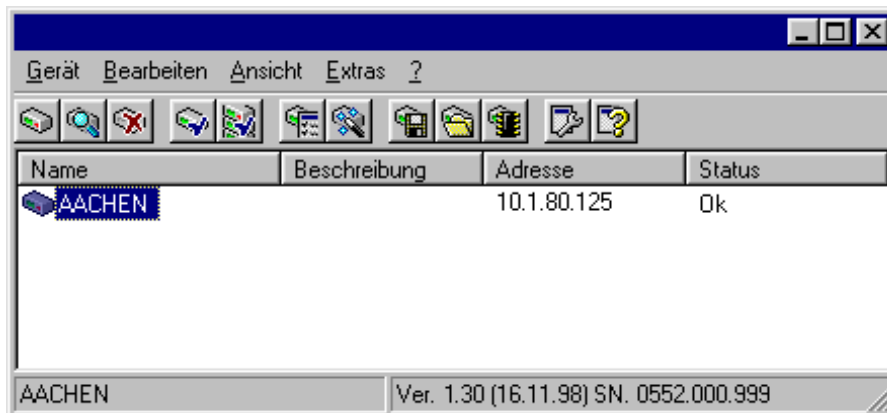 Gerät Bearbeiten Ansicht Extras ?
Name Beschreibung Adresse Status
AACHEN 10.1.80.125 Ok
AACHEN Ver. 1.30 (16.11.98) SN. 0552.000.999